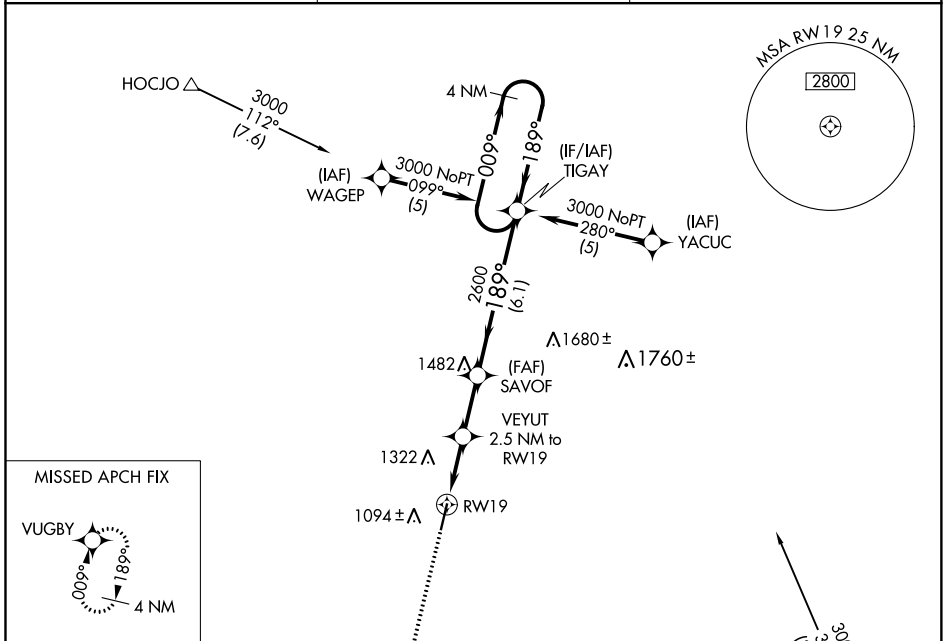 MSA RW19 25 NM
2800
HOCJO
3000
112°
(7.6)
4 NM
009°
189°
(IF/IAF)
TIGAY
(IAF)
WAGEP
3000 NoPT
099°
(5)
3000 NoPT
280°
(5)
(IAF)
YACUC
2600
189°
(6.1)
1680 ±
1760 ±
1482
(FAF)
SAVOF
VEYUT
2.5 NM to
RW19
1322
1094 ±
RW19
MISSED APCH FIX
VUGBY
009°
189°
4 NM